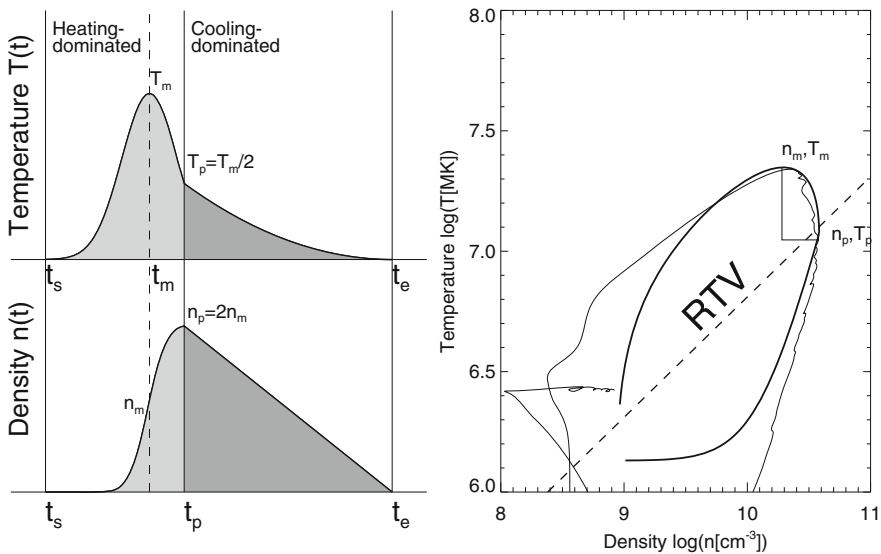 Temperature T(t)
Heating-
dominated
Cooling-
dominated
T_m
T_p=T_m/2
t_s
t_m
t_e
Density n(t)
n_p=2n_m
n_m
t_s
t_p
t_e
Temperature log(T[MK])
8.0
7.5
7.0
6.5
6.0
n_m,T_m
n_p,T_p
RTV
8
9
10
11
Density log(n[cm⁻³])